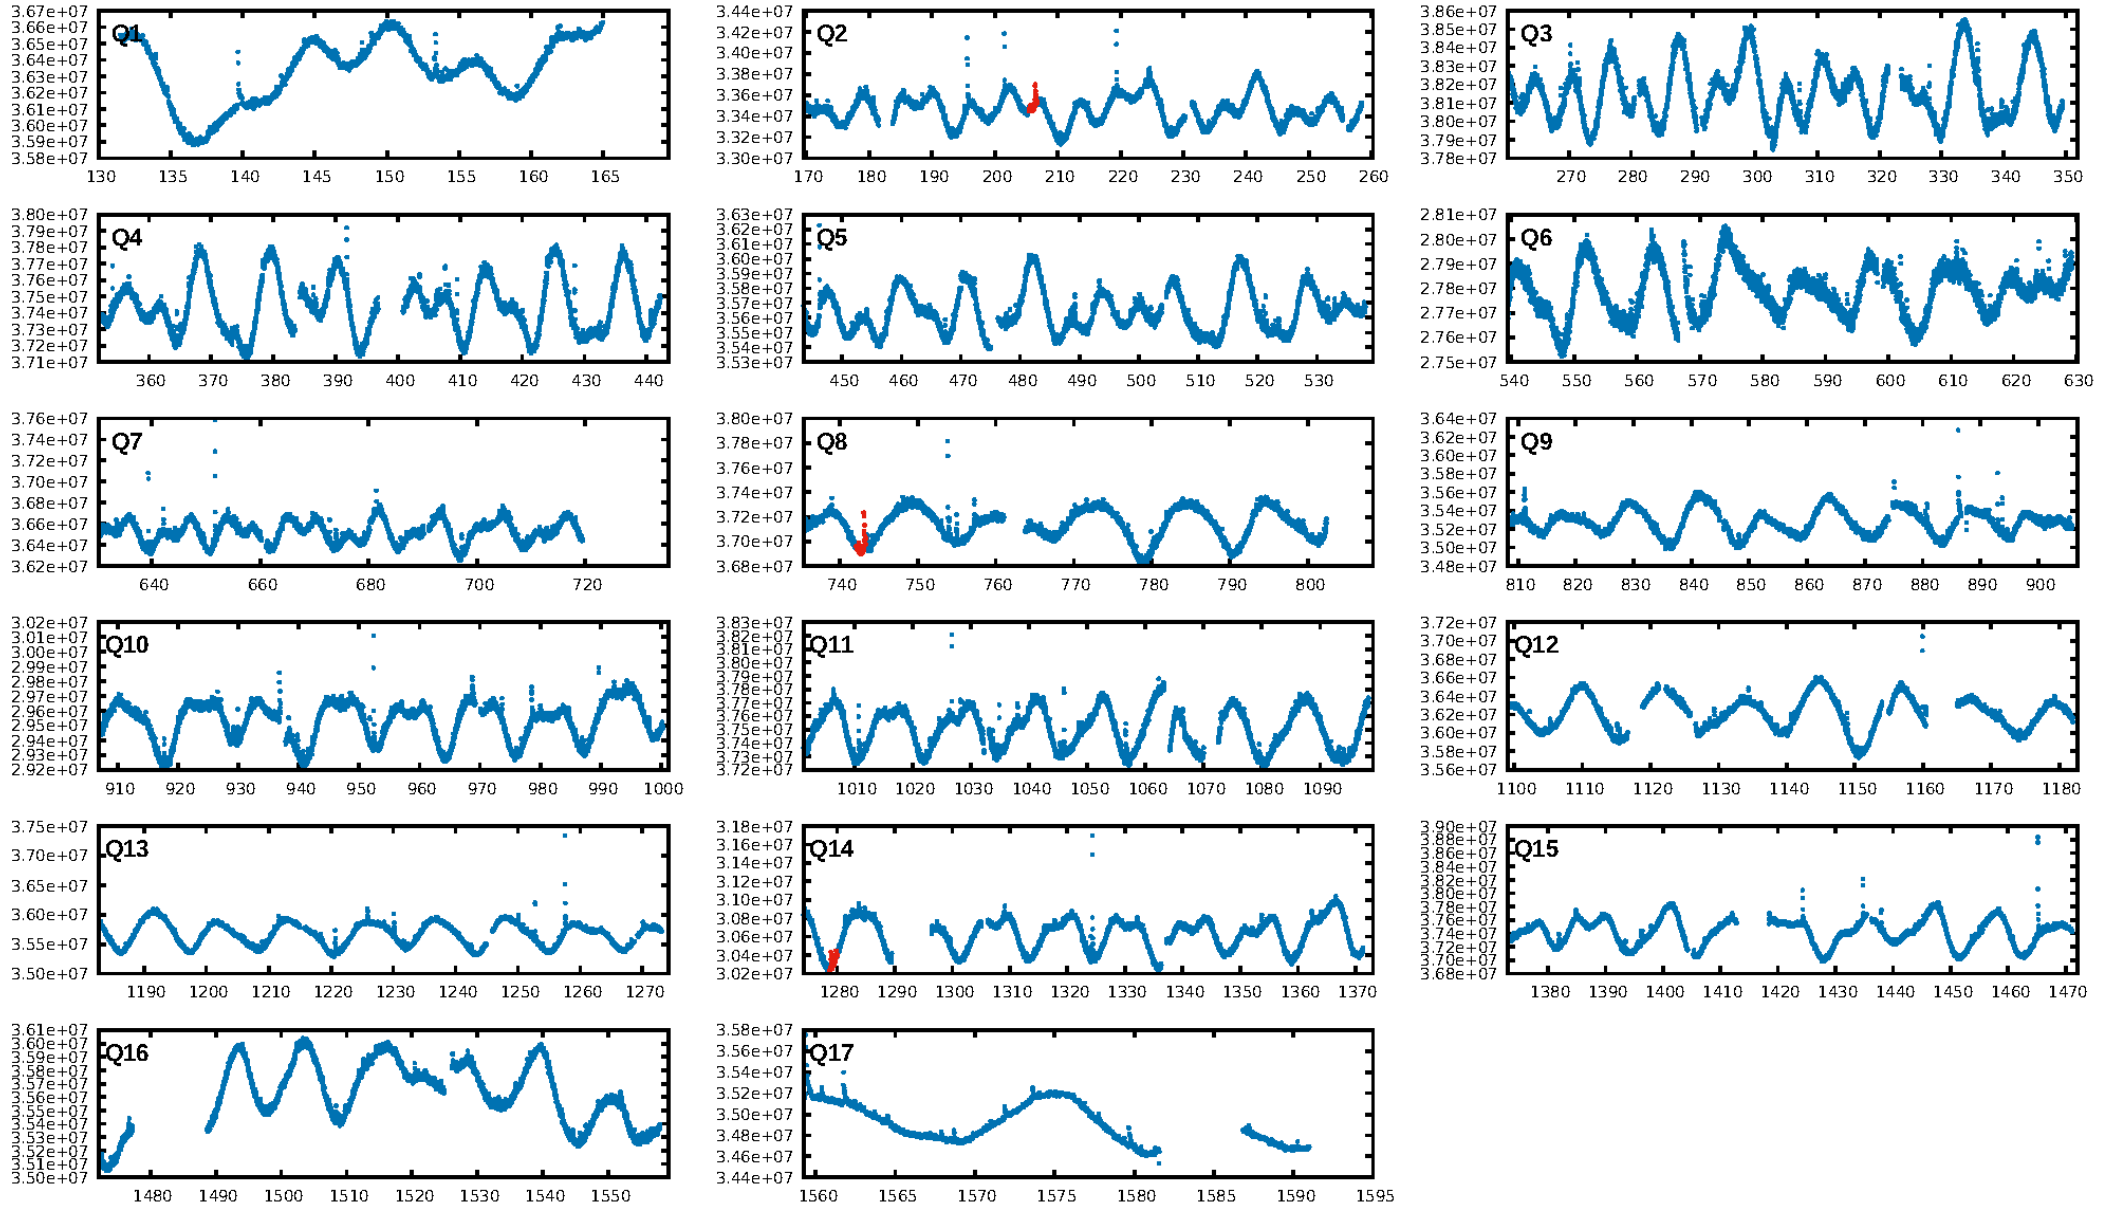 3.67e+07
3.66e+07
3.65e+07
3.64e+07
3.63e+07
3.62e+07
3.61e+07
3.60e+07
3.59e+07
3.58e+07
Q1
130 135 140 145 150 155 160 165
3.44e+07
3.42e+07
3.40e+07
3.38e+07
3.36e+07
3.34e+07
3.32e+07
3.30e+07
Q2
170 180 190 200 210 220 230 240 250 260
3.86e+07
3.85e+07
3.84e+07
3.83e+07
3.82e+07
3.81e+07
3.80e+07
3.79e+07
3.78e+07
Q3
270 280 290 300 310 320 330 340 350
3.80e+07
3.79e+07
3.78e+07
3.77e+07
3.76e+07
3.75e+07
3.74e+07
3.73e+07
3.72e+07
3.71e+07
Q4
360 370 380 390 400 410 420 430 440
3.63e+07
3.62e+07
3.61e+07
3.60e+07
3.59e+07
3.58e+07
3.57e+07
3.56e+07
3.55e+07
3.54e+07
3.53e+07
Q5
450 460 470 480 490 500 510 520 530
2.81e+07
2.80e+07
2.79e+07
2.78e+07
2.77e+07
2.76e+07
2.75e+07
Q6
540 550 560 570 580 590 600 610 620 630
3.76e+07
3.74e+07
3.72e+07
3.70e+07
3.68e+07
3.66e+07
3.64e+07
3.62e+07
Q7
640 660 680 700 720
3.80e+07
3.78e+07
3.76e+07
3.74e+07
3.72e+07
3.70e+07
3.68e+07
Q8
740 750 760 770 780 790 800
3.64e+07
3.62e+07
3.60e+07
3.58e+07
3.56e+07
3.54e+07
3.52e+07
3.50e+07
3.48e+07
Q9
810 820 830 840 850 860 870 880 890 900
3.02e+07
3.01e+07
3.00e+07
2.99e+07
2.98e+07
2.97e+07
2.96e+07
2.95e+07
2.94e+07
2.93e+07
2.92e+07
Q10
910 920 930 940 950 960 970 980 990 1000
3.83e+07
3.82e+07
3.81e+07
3.80e+07
3.79e+07
3.78e+07
3.77e+07
3.76e+07
3.75e+07
3.74e+07
3.73e+07
3.72e+07
Q11
1010 1020 1030 1040 1050 1060 1070 1080 1090
3.72e+07
3.70e+07
3.68e+07
3.66e+07
3.64e+07
3.62e+07
3.60e+07
3.58e+07
3.56e+07
Q12
1100 1110 1120 1130 1140 1150 1160 1170 1180
3.75e+07
3.70e+07
3.65e+07
3.60e+07
3.55e+07
3.50e+07
Q13
1190 1200 1210 1220 1230 1240 1250 1260 1270
3.18e+07
3.16e+07
3.14e+07
3.12e+07
3.10e+07
3.08e+07
3.06e+07
3.04e+07
3.02e+07
Q14
1280 1290 1300 1310 1320 1330 1340 1350 1360 1370
3.90e+07
3.88e+07
3.86e+07
3.84e+07
3.82e+07
3.80e+07
3.78e+07
3.76e+07
3.74e+07
3.72e+07
3.70e+07
3.68e+07
Q15
1380 1390 1400 1410 1420 1430 1440 1450 1460 1470
3.61e+07
3.60e+07
3.59e+07
3.58e+07
3.57e+07
3.56e+07
3.55e+07
3.54e+07
3.53e+07
3.52e+07
3.51e+07
3.50e+07
Q16
1480 1490 1500 1510 1520 1530 1540 1550
3.58e+07
3.56e+07
3.54e+07
3.52e+07
3.50e+07
3.48e+07
3.46e+07
3.44e+07
Q17
1560 1565 1570 1575 1580 1585 1590 1595